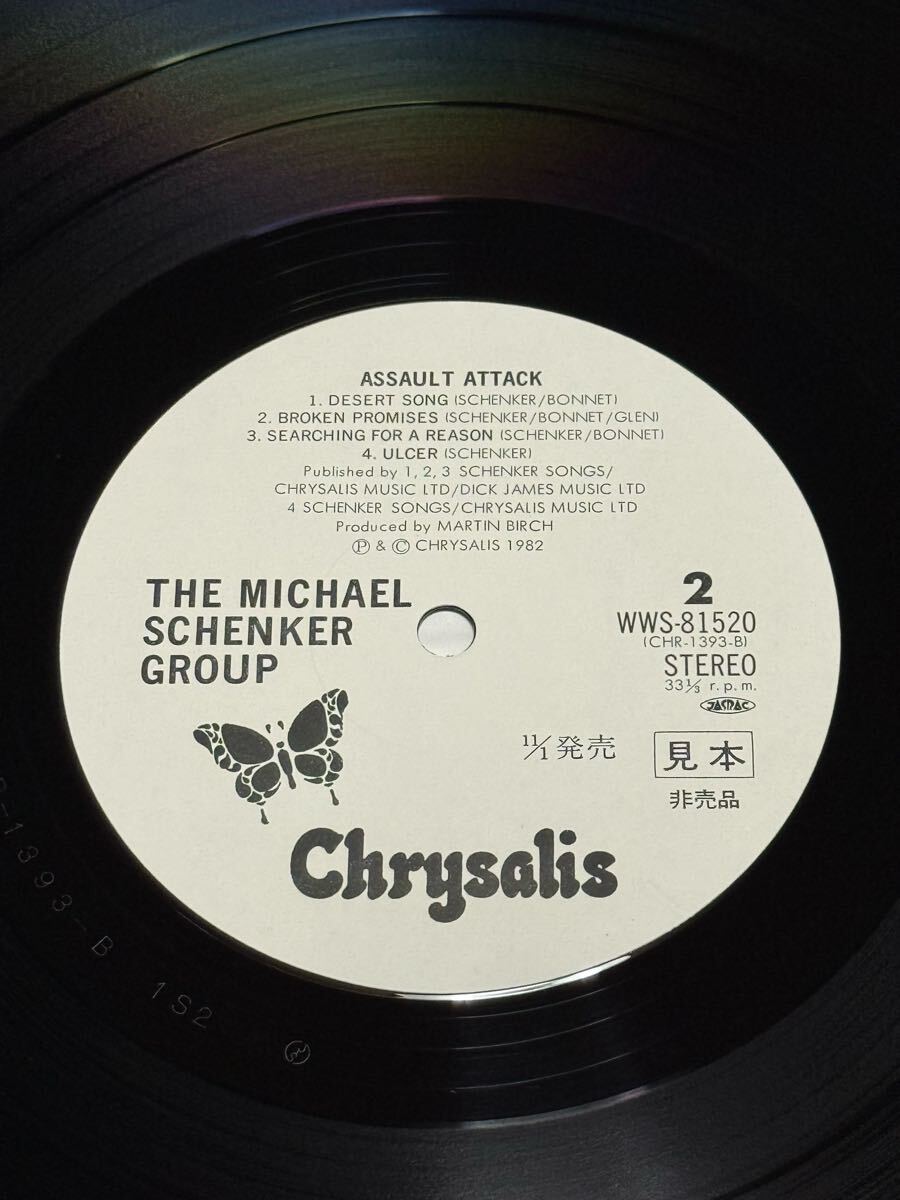 ASSAULT ATTACK
1. DESERT SONG (SCHENKER/BONNET)
2. BROKEN PROMISES (SCHENKER/BONNET/GLEN)
3. SEARCHING FOR A REASON (SCHENKER/BONNET)
4. ULCER (SCHENKER)
Published by 1, 2, 3 SCHENKER SONGS/
CHRYSALIS MUSIC LTD/DICK JAMES MUSIC LTD
4 SCHENKER SONGS/CHRYSALIS MUSIC LTD
Produced by MARTIN BIRCH
Ⓟ & © CHRYSALIS 1982
THE MICHAEL
SCHENKER
GROUP
2
WWS-81520
(CHR-1393-B)
STEREO
33⅓ r.p.m.
JASRAC
11/1 発売
見本
非売品
Chrysalis
-1393-B 1S2